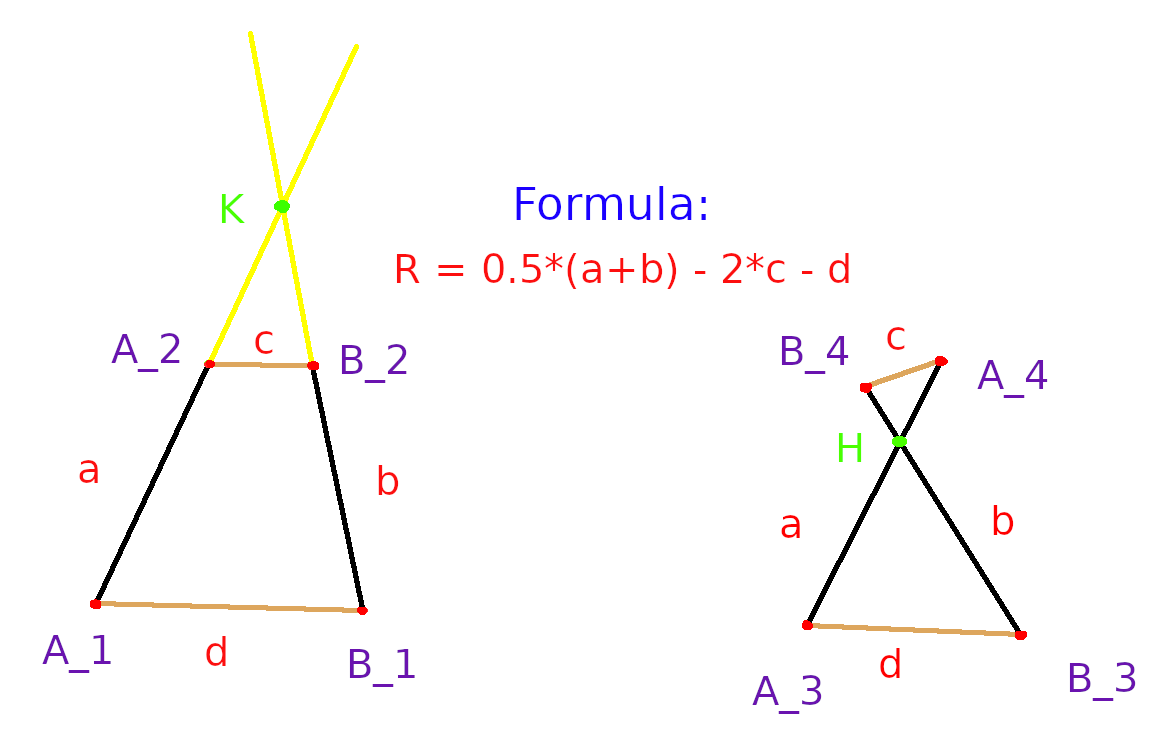 K
Formula:
R = 0.5*(a+b) - 2*c - d
A_2
c
B_2
a
b
A_1
d
B_1
B_4
c
A_4
H
a
b
A_3
d
B_3